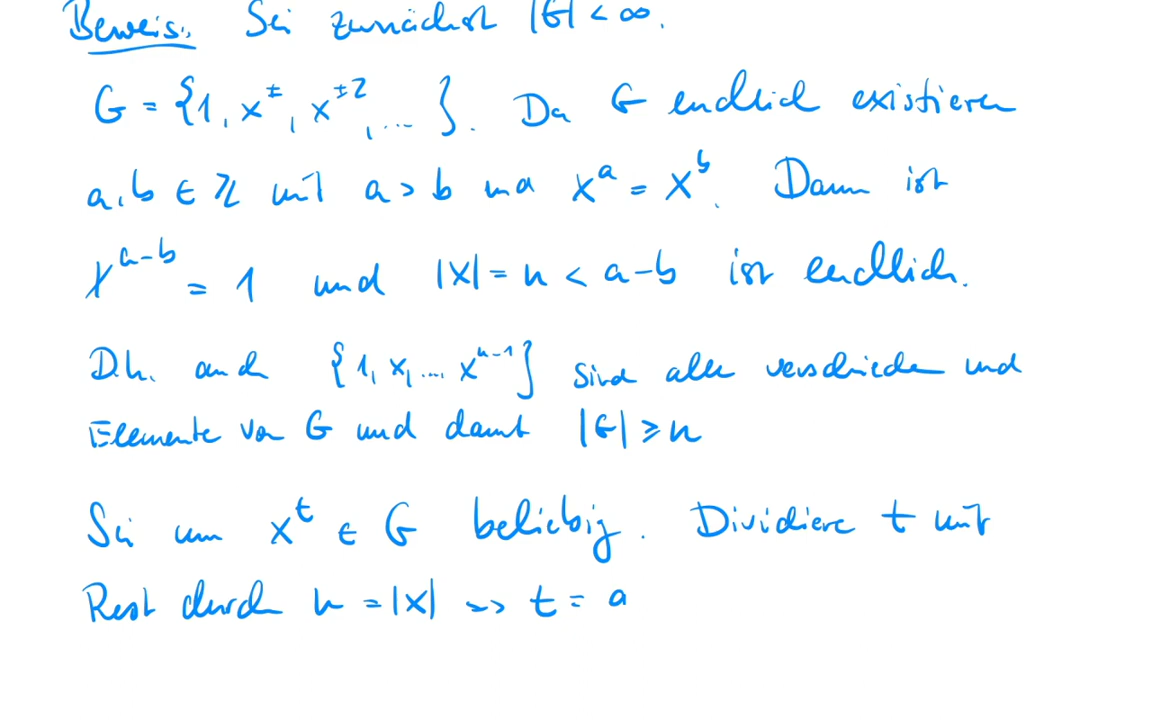 Beweis: Sei zunächst |G| < ∞.
G = {1, x^±, x^±2, ... }. Da G endlich existieren
a, b ∈ ℤ mit a > b und x^a = x^b. Dann ist
x^{a-b} = 1 und |x| = n < a-b ist endlich.
D.h. auch {1, x, ... x^{n-1}} sind alle verschieden und
Elemente von G und damit |G| ≥ n
Sei nun x^t ∈ G beliebig. Dividiere t mit
Rest durch n = |x| ⇝ t = a